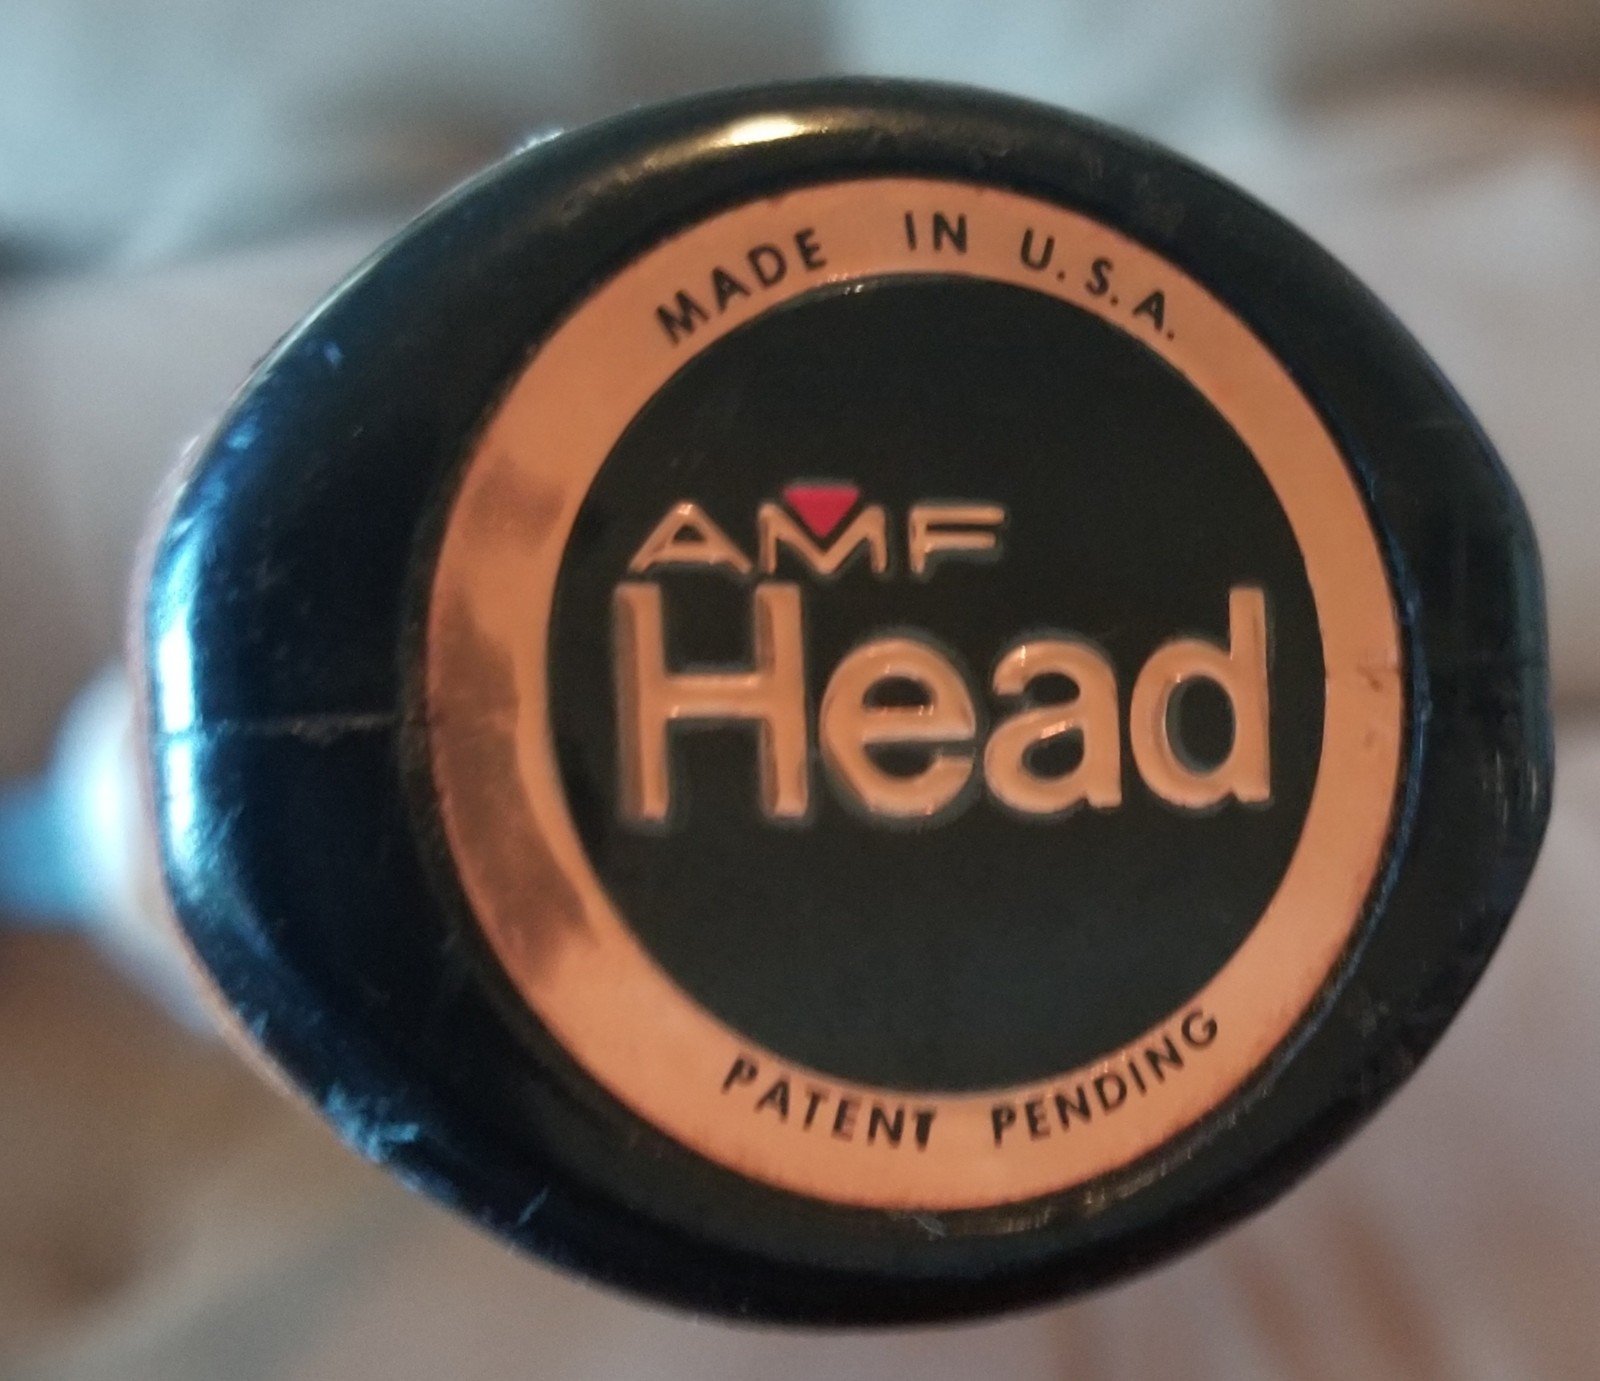 MADE IN U.S.A.
AMF
Head
PATENT PENDING